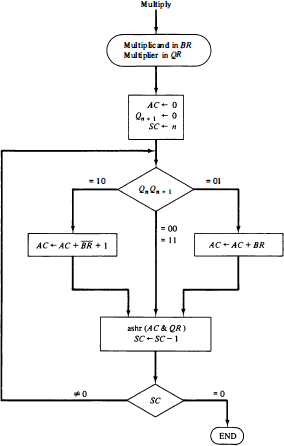 Multiply
Multiplicand in BR
Multiplier in QR
AC ← 0
Qₙ₊₁ ← 0
SC ← n
= 10
QₙQₙ₊₁
= 01
= 00
= 11
AC ← AC + B̅R̅ + 1
AC ← AC + BR
ashr (AC & QR)
SC ← SC − 1
≠ 0
SC
= 0
END